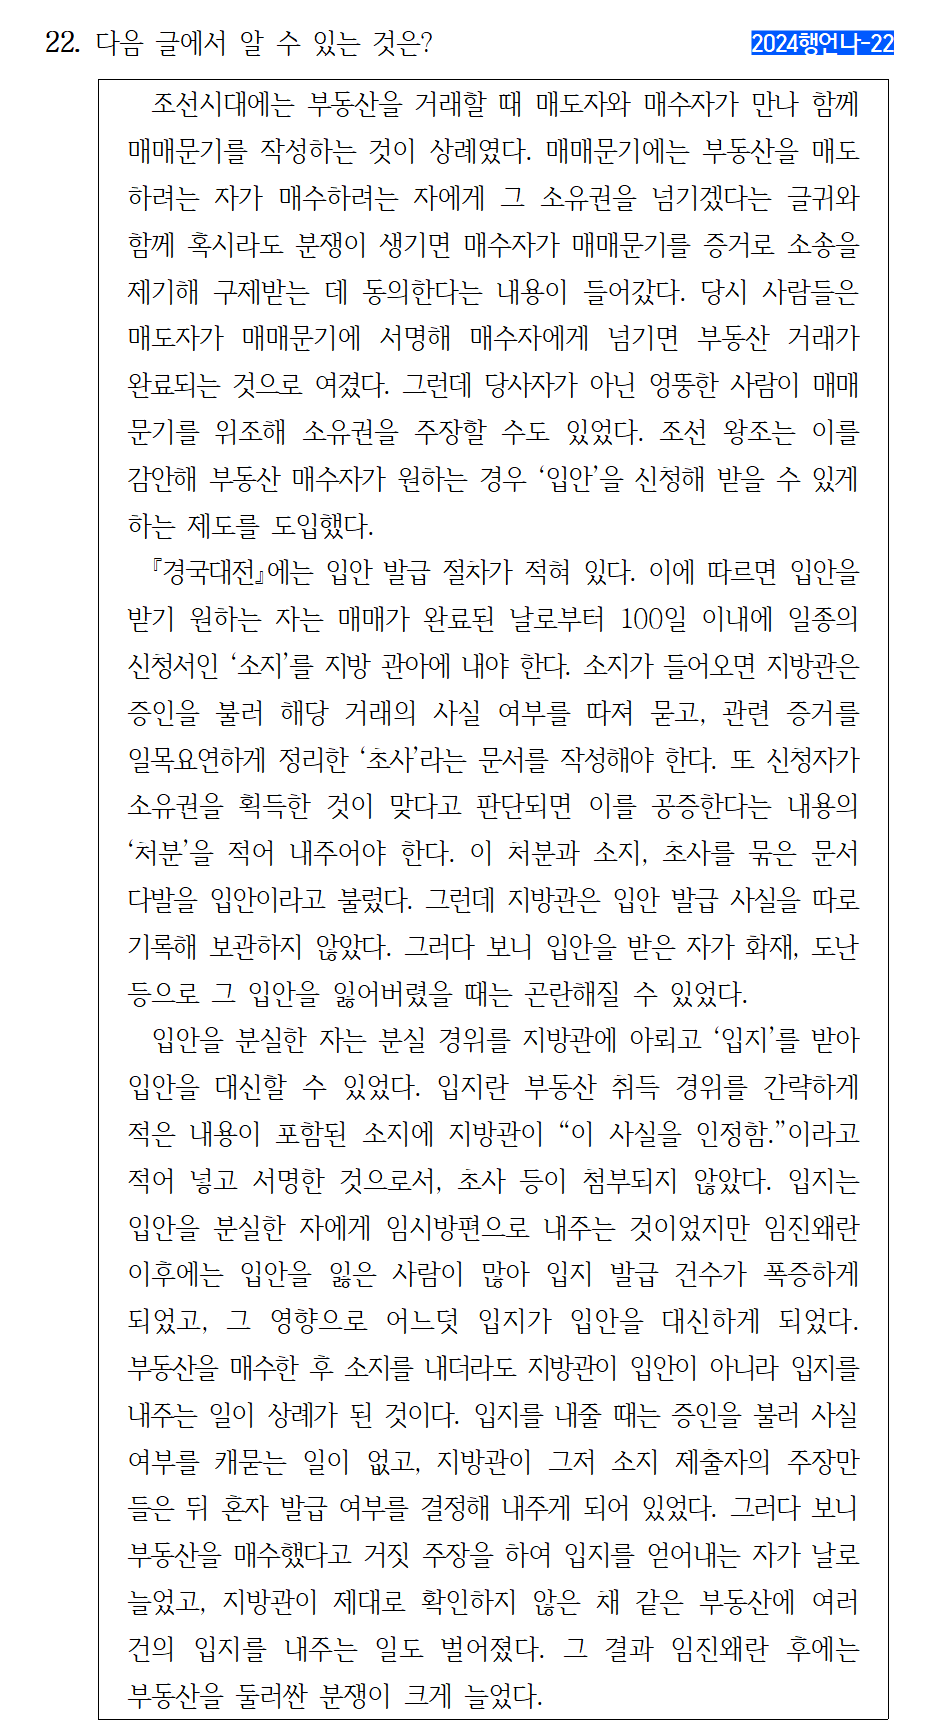 22. 다음 글에서 알 수 있는 것은?
2024행언나-22
조선시대에는 부동산을 거래할 때 매도자와 매수자가 만나 함께
매매문기를 작성하는 것이 상례였다. 매매문기에는 부동산을 매도
하려는 자가 매수하려는 자에게 그 소유권을 넘기겠다는 글귀와
함께 혹시라도 분쟁이 생기면 매수자가 매매문기를 증거로 소송을
제기해 구제받는 데 동의한다는 내용이 들어갔다. 당시 사람들은
매도자가 매매문기에 서명해 매수자에게 넘기면 부동산 거래가
완료되는 것으로 여겼다. 그런데 당사자가 아닌 엉뚱한 사람이 매매
문기를 위조해 소유권을 주장할 수도 있었다. 조선 왕조는 이를
감안해 부동산 매수자가 원하는 경우 ‘입안’을 신청해 받을 수 있게
하는 제도를 도입했다.
『경국대전』에는 입안 발급 절차가 적혀 있다. 이에 따르면 입안을
받기 원하는 자는 매매가 완료된 날로부터 100일 이내에 일종의
신청서인 ‘소지’를 지방 관아에 내야 한다. 소지가 들어오면 지방관은
증인을 불러 해당 거래의 사실 여부를 따져 묻고, 관련 증거를
일목요연하게 정리한 ‘초사’라는 문서를 작성해야 한다. 또 신청자가
소유권을 획득한 것이 맞다고 판단되면 이를 공증한다는 내용의
‘처분’을 적어 내주어야 한다. 이 처분과 소지, 초사를 묶은 문서
다발을 입안이라고 불렀다. 그런데 지방관은 입안 발급 사실을 따로
기록해 보관하지 않았다. 그러다 보니 입안을 받은 자가 화재, 도난
등으로 그 입안을 잃어버렸을 때는 곤란해질 수 있었다.
입안을 분실한 자는 분실 경위를 지방관에 아뢰고 ‘입지’를 받아
입안을 대신할 수 있었다. 입지란 부동산 취득 경위를 간략하게
적은 내용이 포함된 소지에 지방관이 “이 사실을 인정함.”이라고
적어 넣고 서명한 것으로서, 초사 등이 첨부되지 않았다. 입지는
입안을 분실한 자에게 임시방편으로 내주는 것이었지만 임진왜란
이후에는 입안을 잃은 사람이 많아 입지 발급 건수가 폭증하게
되었고, 그 영향으로 어느덧 입지가 입안을 대신하게 되었다.
부동산을 매수한 후 소지를 내더라도 지방관이 입안이 아니라 입지를
내주는 일이 상례가 된 것이다. 입지를 내줄 때는 증인을 불러 사실
여부를 캐묻는 일이 없고, 지방관이 그저 소지 제출자의 주장만
들은 뒤 혼자 발급 여부를 결정해 내주게 되어 있었다. 그러다 보니
부동산을 매수했다고 거짓 주장을 하여 입지를 얻어내는 자가 날로
늘었고, 지방관이 제대로 확인하지 않은 채 같은 부동산에 여러
건의 입지를 내주는 일도 벌어졌다. 그 결과 임진왜란 후에는
부동산을 둘러싼 분쟁이 크게 늘었다.